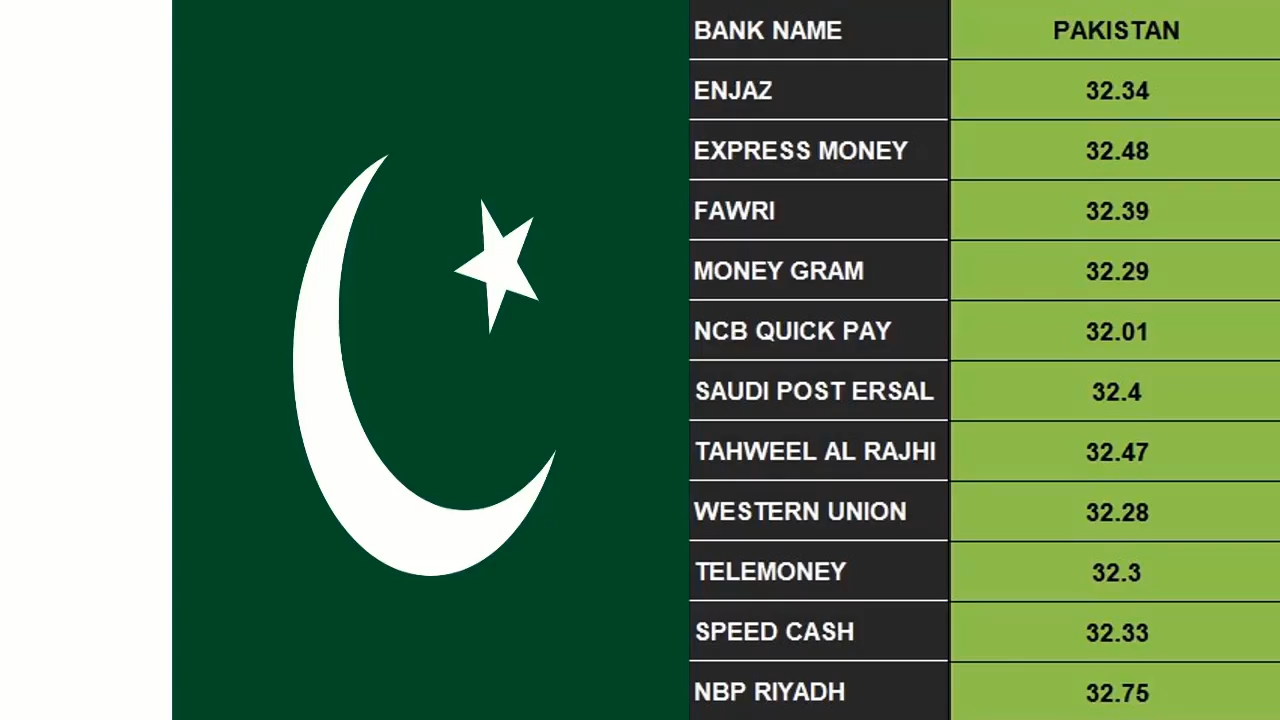 BANK NAME PAKISTAN
ENJAZ 32.34
EXPRESS MONEY 32.48
FAWRI 32.39
MONEY GRAM 32.29
NCB QUICK PAY 32.01
SAUDI POST ERSAL 32.4
TAHWEEL AL RAJHI 32.47
WESTERN UNION 32.28
TELEMONEY 32.3
SPEED CASH 32.33
NBP RIYADH 32.75